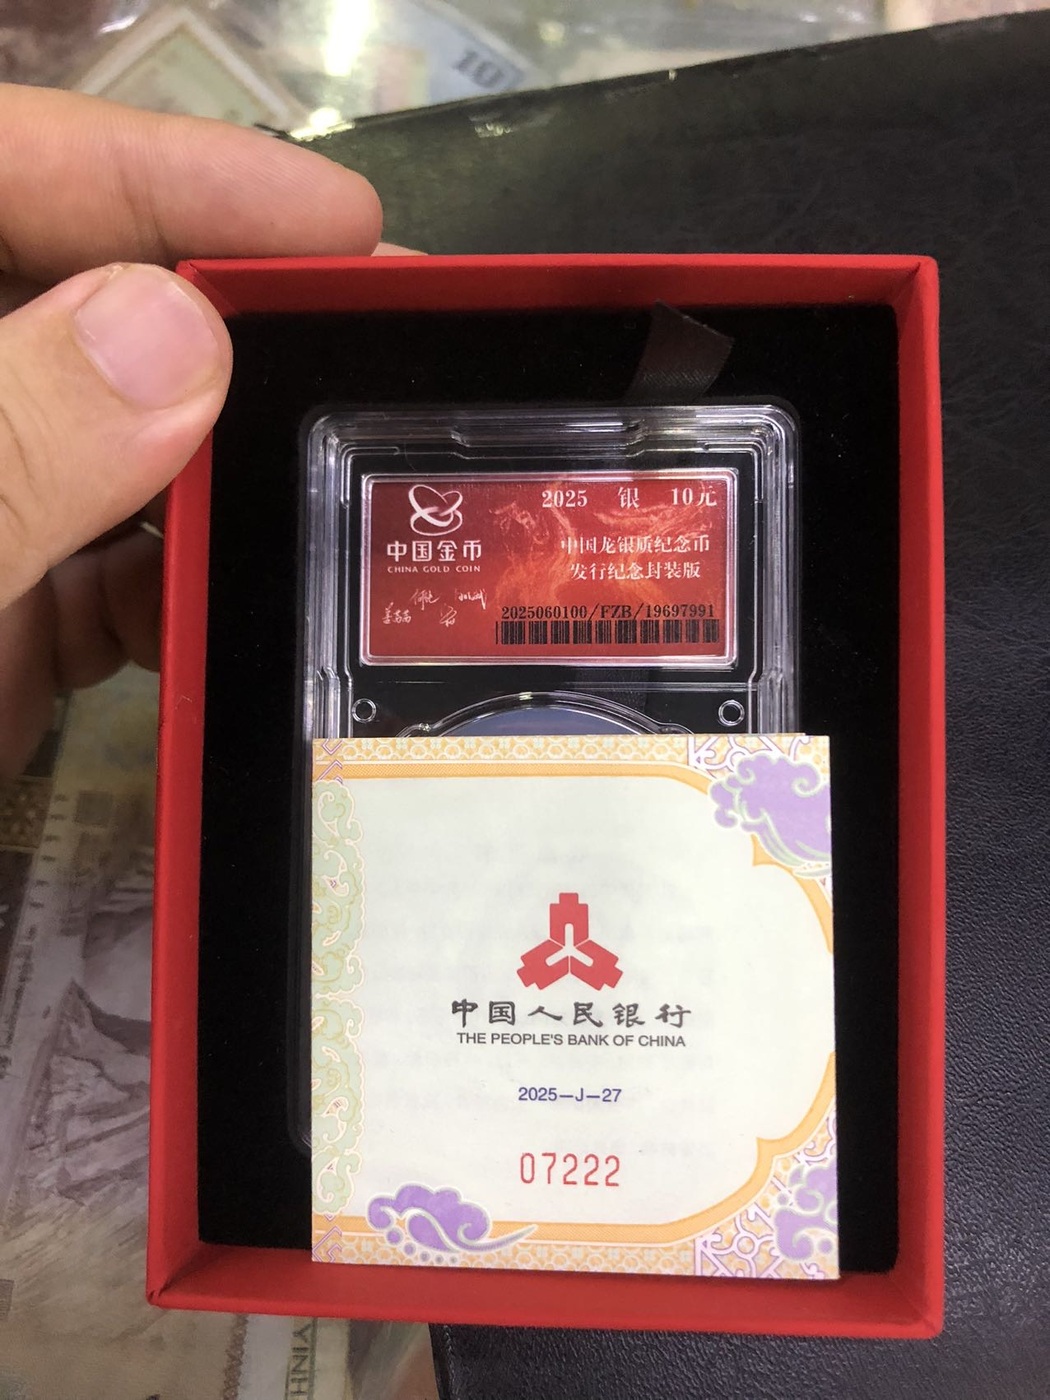 10
中国金币
CHINA GOLD COIN
2025 银 10元
中国龙银质纪念币
发行纪念封装版
2025060100/FZB/19697991
中国人民银行
THE PEOPLE'S BANK OF CHINA
2025—J—27
07222